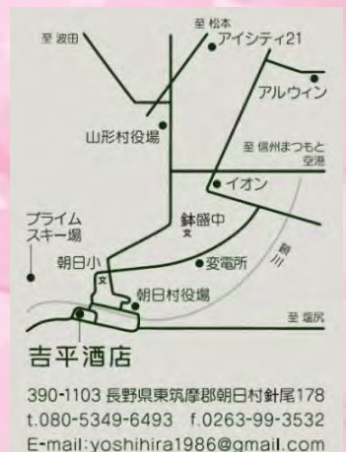 至 松本
至 波田
アイシティ21
アルウィン
山形村役場
至 信州まつもと
空港
イオン
プライム
スキー場
鉢盛中
文
鎖川
朝日小
文
変電所
朝日村役場
至 塩尻
吉平酒店
390-1103 長野県東筑摩郡朝日村針尾178
t.080-5349-6493 f.0263-99-3532
E-mail:yoshihira1986@gmail.com